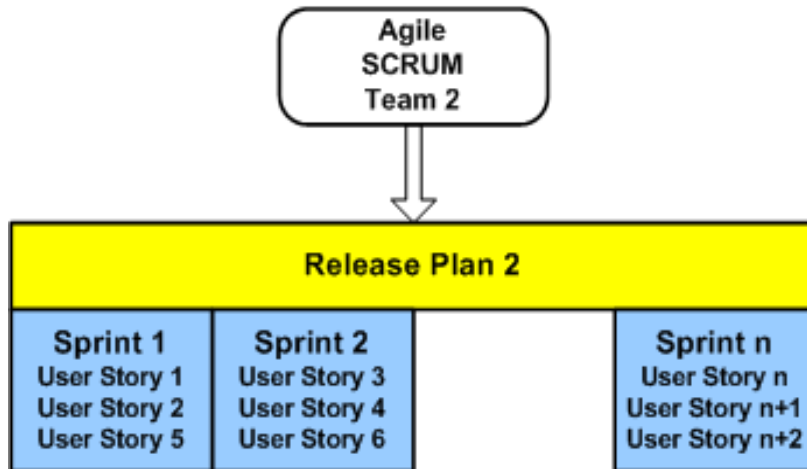 Agile
SCRUM
Team 2
Release Plan 2
Sprint 1
User Story 1
User Story 2
User Story 5
Sprint 2
User Story 3
User Story 4
User Story 6
Sprint n
User Story n
User Story n+1
User Story n+2